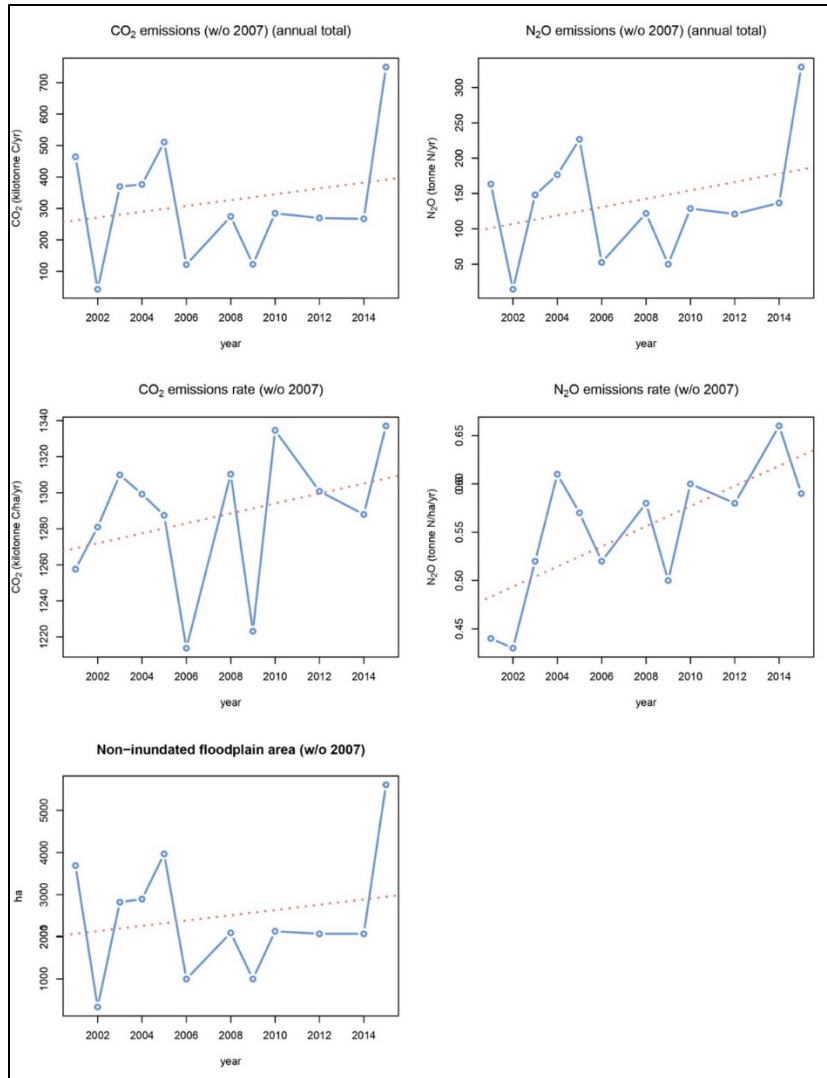 CO₂ emissions (w/o 2007) (annual total)
CO₂ (kilotonne C/yr)
700
600
500
400
300
200
100
2002 2004 2006 2008 2010 2012 2014
year
N₂O emissions (w/o 2007) (annual total)
N₂O (tonne N/yr)
300
250
200
150
100
50
2002 2004 2006 2008 2010 2012 2014
year
CO₂ emissions rate (w/o 2007)
CO₂ (kilotonne C/ha/yr)
1340
1320
1300
1280
1260
1220
2002 2004 2006 2008 2010 2012 2014
year
N₂O emissions rate (w/o 2007)
N₂O (tonne N/ha/yr)
0.65
0.55
0.50
0.45
2002 2004 2006 2008 2010 2012 2014
year
Non−inundated floodplain area (w/o 2007)
ha
5000
4000
3000
2000
1000
2002 2004 2006 2008 2010 2012 2014
year